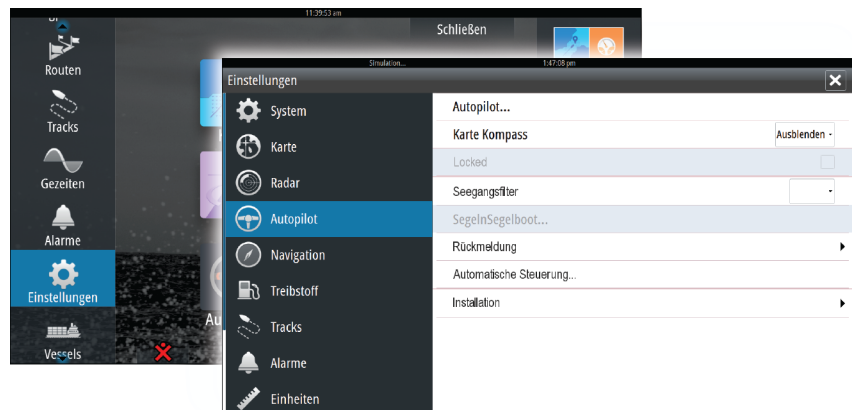 11:39:53 am
Schließen
Routen
Tracks
Gezeiten
Alarme
Einstellungen
Vessels
Au
Simulation...
1:47:08 pm
Einstellungen
System
Karte
Radar
Autopilot
Navigation
Treibstoff
Tracks
Alarme
Einheiten
Autopilot...
Karte Kompass
Ausblenden
Locked
Seegangsfilter
SegelnSegelboot...
Rückmeldung
Automatische Steuerung...
Installation